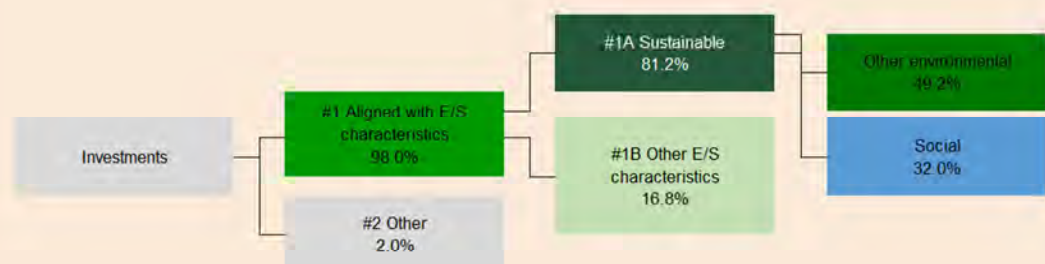 Investments
#1 Aligned with E/S
characteristics
98.0%
#2 Other
2.0%
#1A Sustainable
81.2%
#1B Other E/S
characteristics
16.8%
Other environmental
49.2%
Social
32.0%